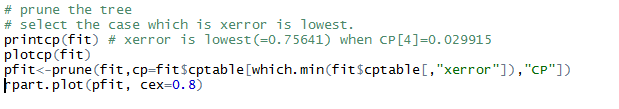 # prune the tree
# select the case which is xerror is lowest.
printcp(fit) # xerror is lowest(=0.75641) when CP[4]=0.029915
plotcp(fit)
pfit<-prune(fit,cp=fit$cptable[which.min(fit$cptable[,"xerror"]),"CP"])
rpart.plot(pfit, cex=0.8)